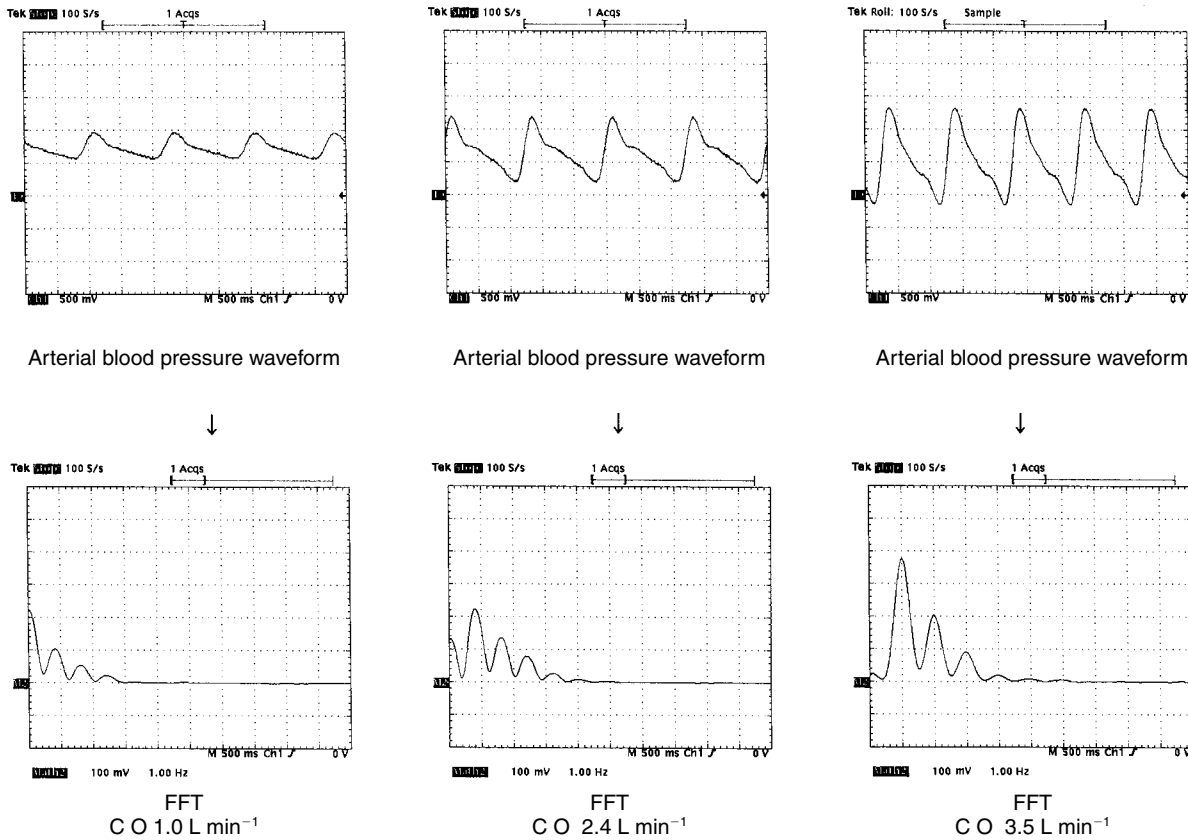 Tek 100 S/s 1 Acqs
500 mV M 500 ms Ch1 0 V
Arterial blood pressure waveform
Tek 100 S/s 1 Acqs
500 mV M 500 ms Ch1 0 V
Arterial blood pressure waveform
Tek Roll: 100 S/s Sample
500 mV M 500 ms Ch1 0 V
Arterial blood pressure waveform
↓
↓
↓
Tek 100 S/s 1 Acqs
M 500 ms Ch1 0 V
100 mV 1.00 Hz
FFT
C O 1.0 L min⁻¹
Tek 100 S/s 1 Acqs
M 500 ms Ch1 0 V
100 mV 1.00 Hz
FFT
C O 2.4 L min⁻¹
Tek 100 S/s 1 Acqs
M 500 ms Ch1 0 V
100 mV 1.00 Hz
FFT
C O 3.5 L min⁻¹